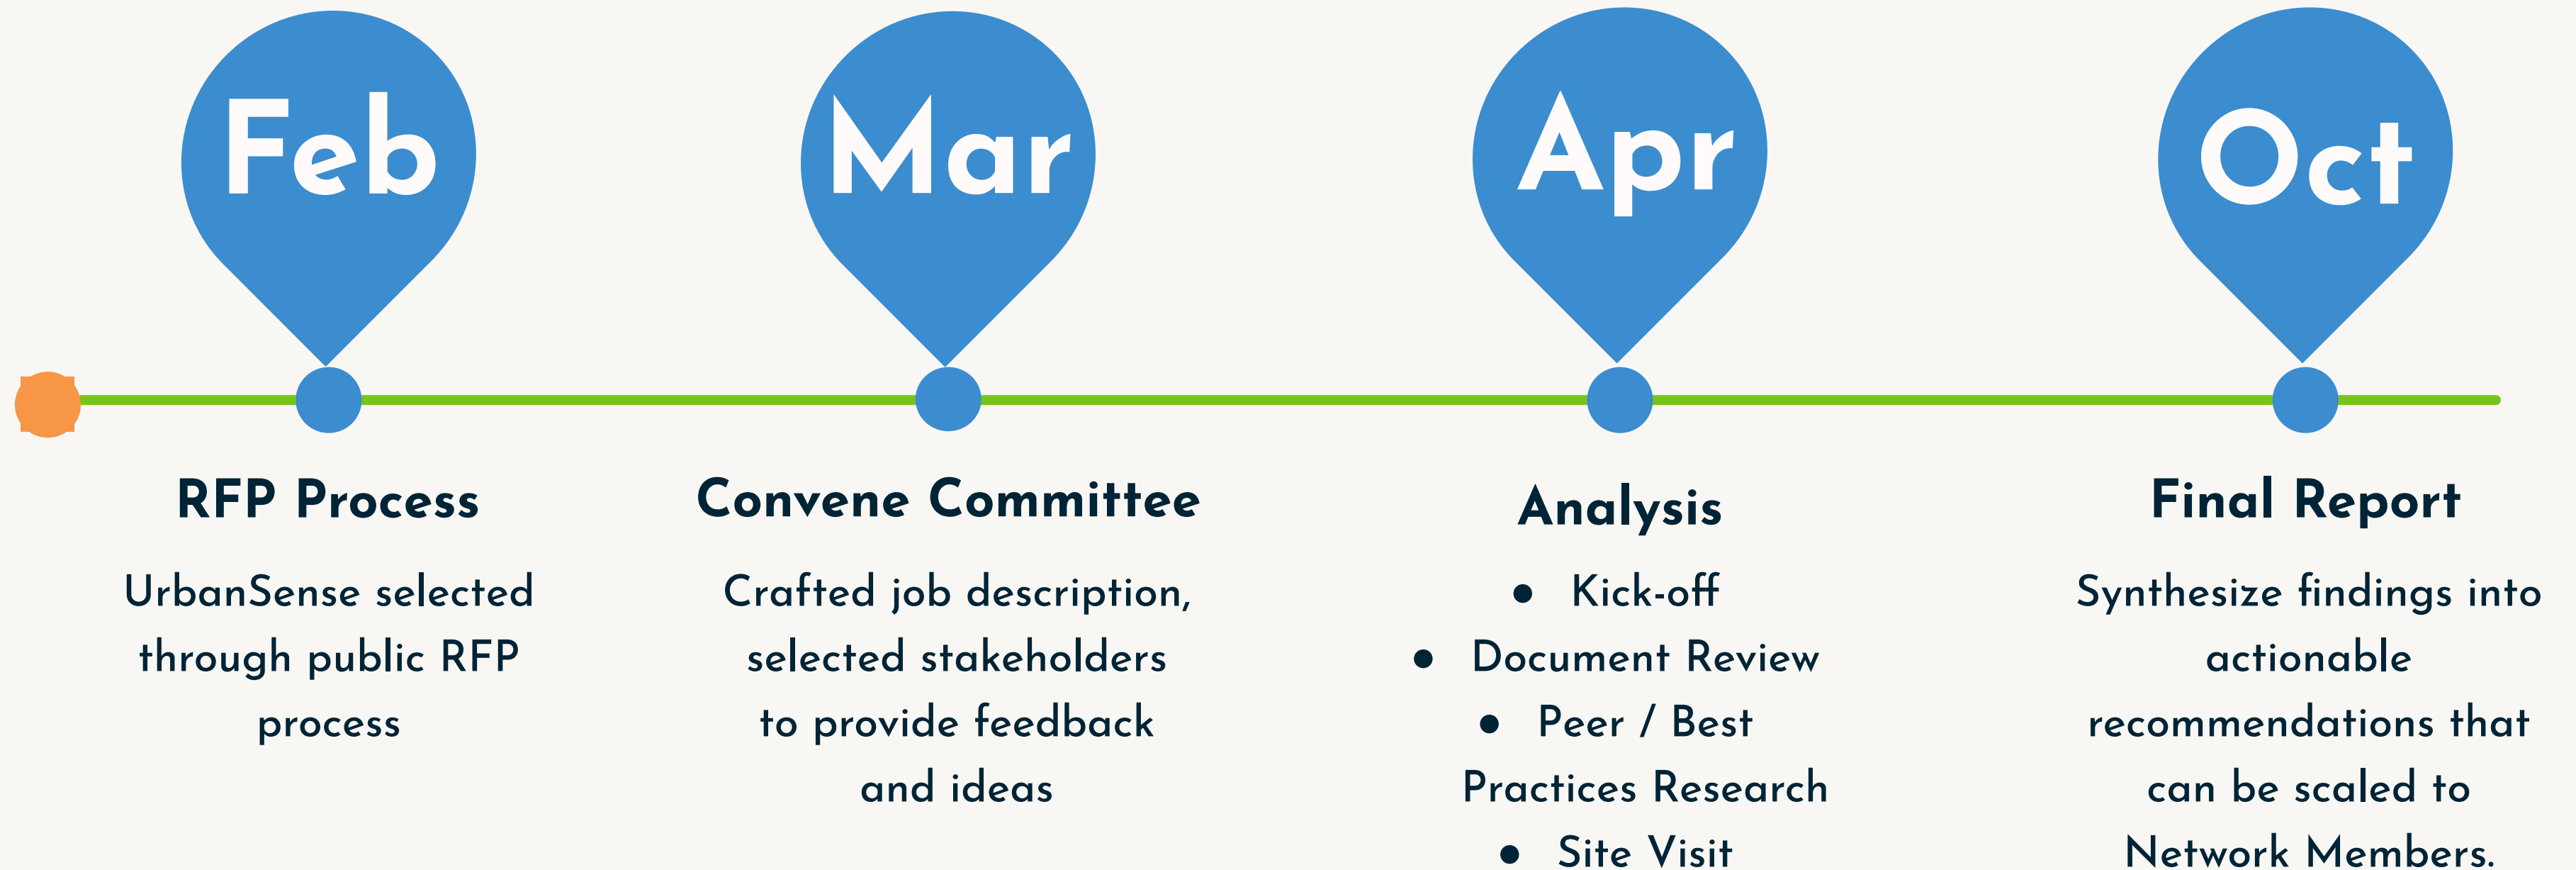 Feb
Mar
Apr
Oct
RFP Process
UrbanSense selected
through public RFP
process
Convene Committee
Crafted job description,
selected stakeholders
to provide feedback
and ideas
Analysis
● Kick-off
● Document Review
● Peer / Best
Practices Research
● Site Visit
Final Report
Synthesize findings into
actionable
recommendations that
can be scaled to
Network Members.